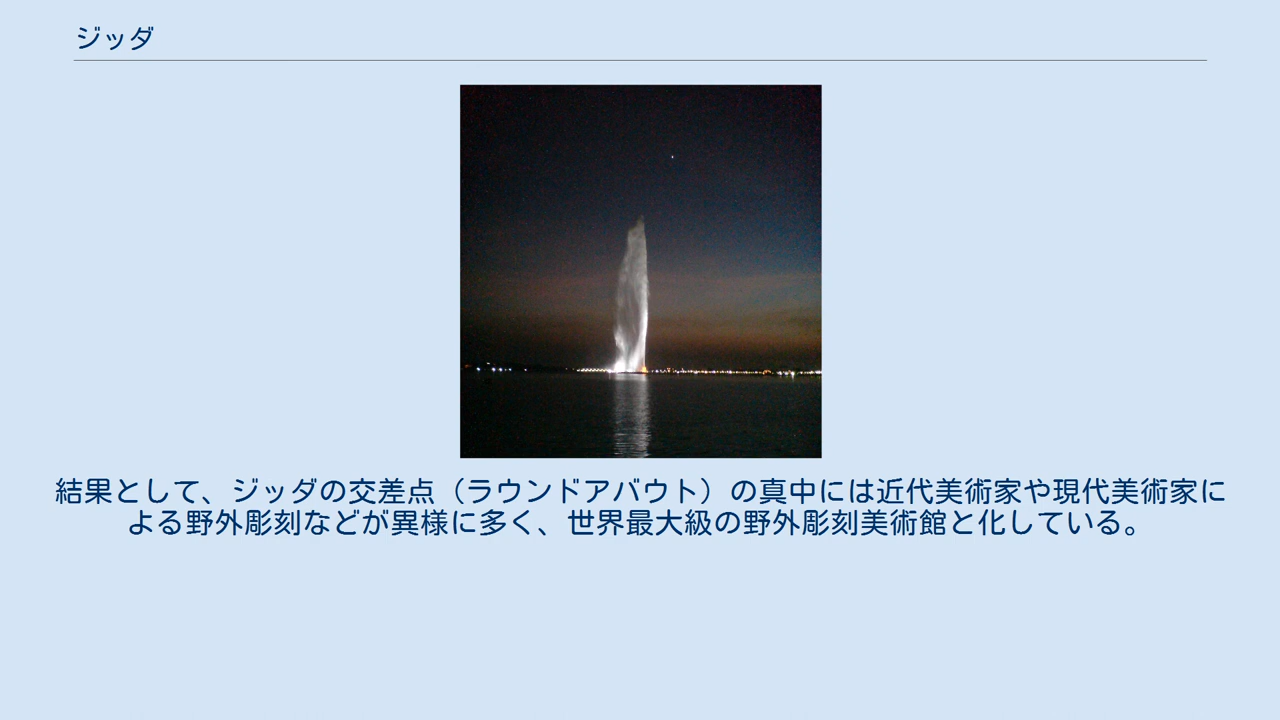 ジッダ
結果として、ジッダの交差点（ラウンドアバウト）の真中には近代美術家や現代美術家に
よる野外彫刻などが異様に多く、世界最大級の野外彫刻美術館と化している。